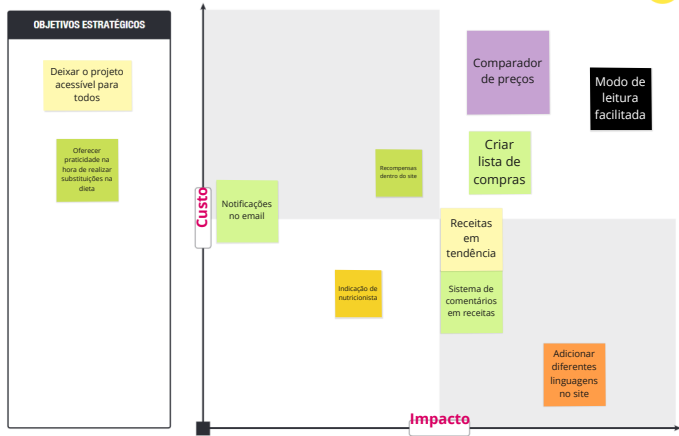 OBJETIVOS ESTRATÉGICOS
Deixar o projeto
acessível para
todos
Oferecer
praticidade na
hora de realizar
substituições na
dieta
Custo
Comparador
de preços
Modo de
leitura
facilitada
Criar
lista de
compras
Recompensas
dentro do site
Notificações
no email
Receitas
em
tendência
Indicação de
nutricionista
Sistema de
comentários
em receitas
Adicionar
diferentes
linguagens
no site
Impacto